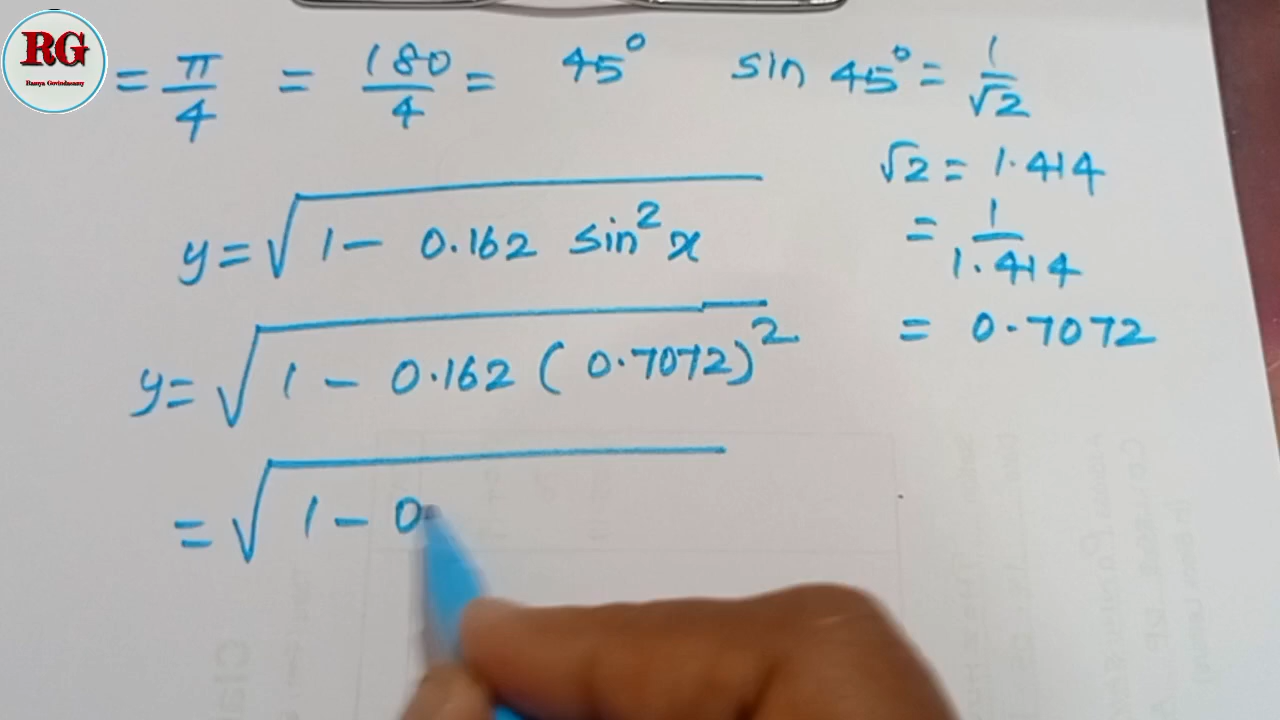 RG
Ramya Govindasamy
= π/4 = 180/4 = 45° sin 45° = 1/√2
√2 = 1.414
y = √(1 - 0.162 sin²x)
= 1/1.414
= 0.7072
y = √(1 - 0.162 (0.7072)²)
= √(1 - 0.